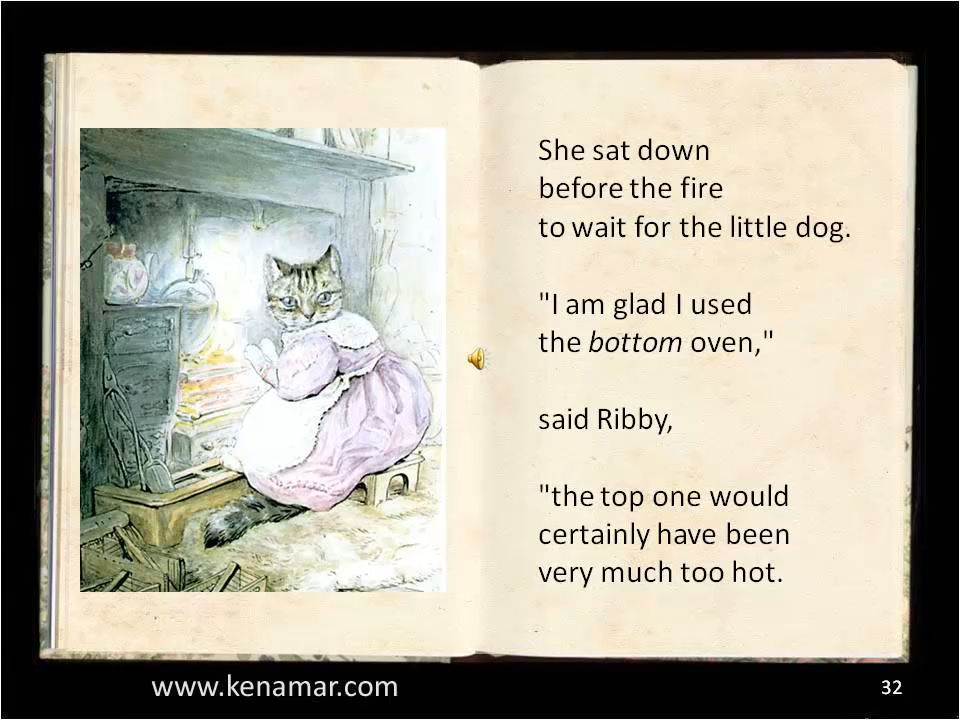 She sat down
before the fire
to wait for the little dog.
"I am glad I used
the bottom oven,"
said Ribby,
"the top one would
certainly have been
very much too hot.
www.kenamar.com
32